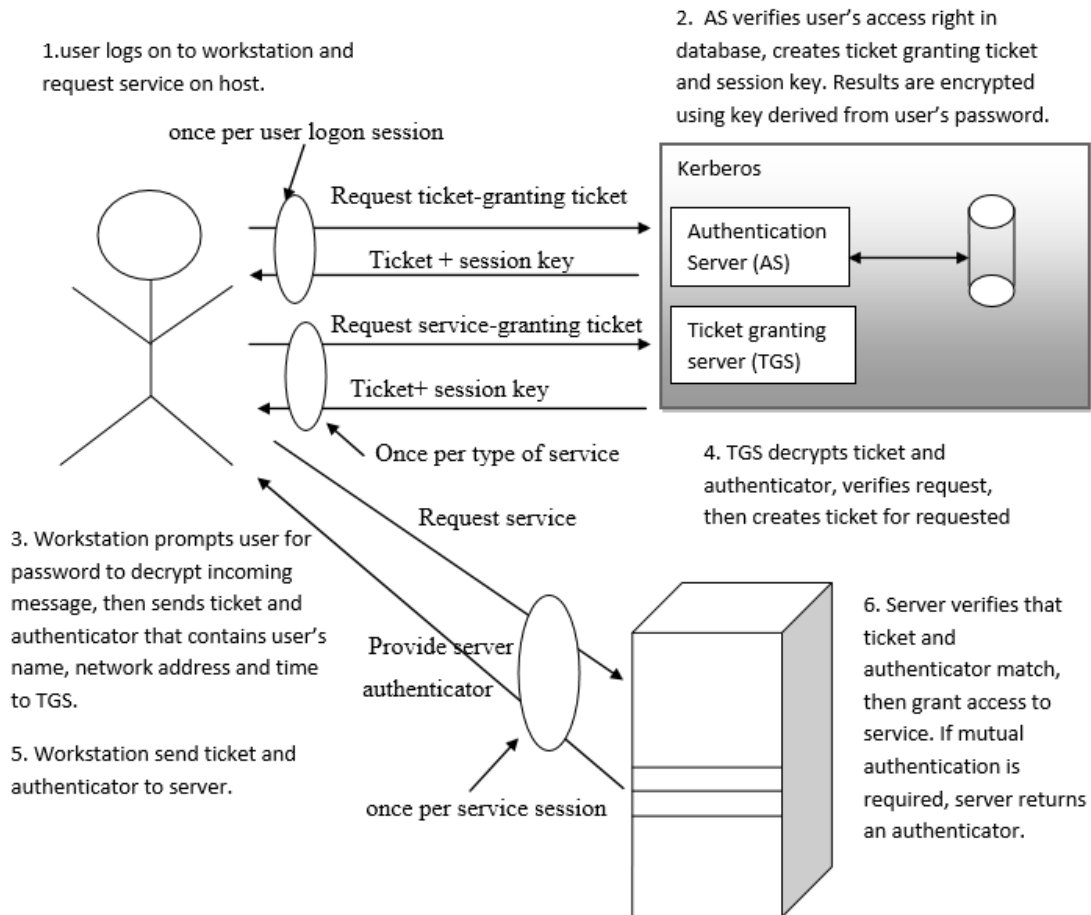 1.user logs on to workstation and
request service on host.
2. AS verifies user's access right in
database, creates ticket granting ticket
and session key. Results are encrypted
using key derived from user's password.
once per user logon session
Kerberos
Request ticket-granting ticket
Authentication
Server (AS)
Ticket + session key
Request service-granting ticket
Ticket granting
server (TGS)
Ticket+ session key
Once per type of service
4. TGS decrypts ticket and
authenticator, verifies request,
then creates ticket for requested
Request service
3. Workstation prompts user for
password to decrypt incoming
message, then sends ticket and
authenticator that contains user's
name, network address and time
to TGS.
Provide server
authenticator
6. Server verifies that
ticket and
authenticator match,
then grant access to
service. If mutual
authentication is
required, server returns
an authenticator.
5. Workstation send ticket and
authenticator to server.
once per service session